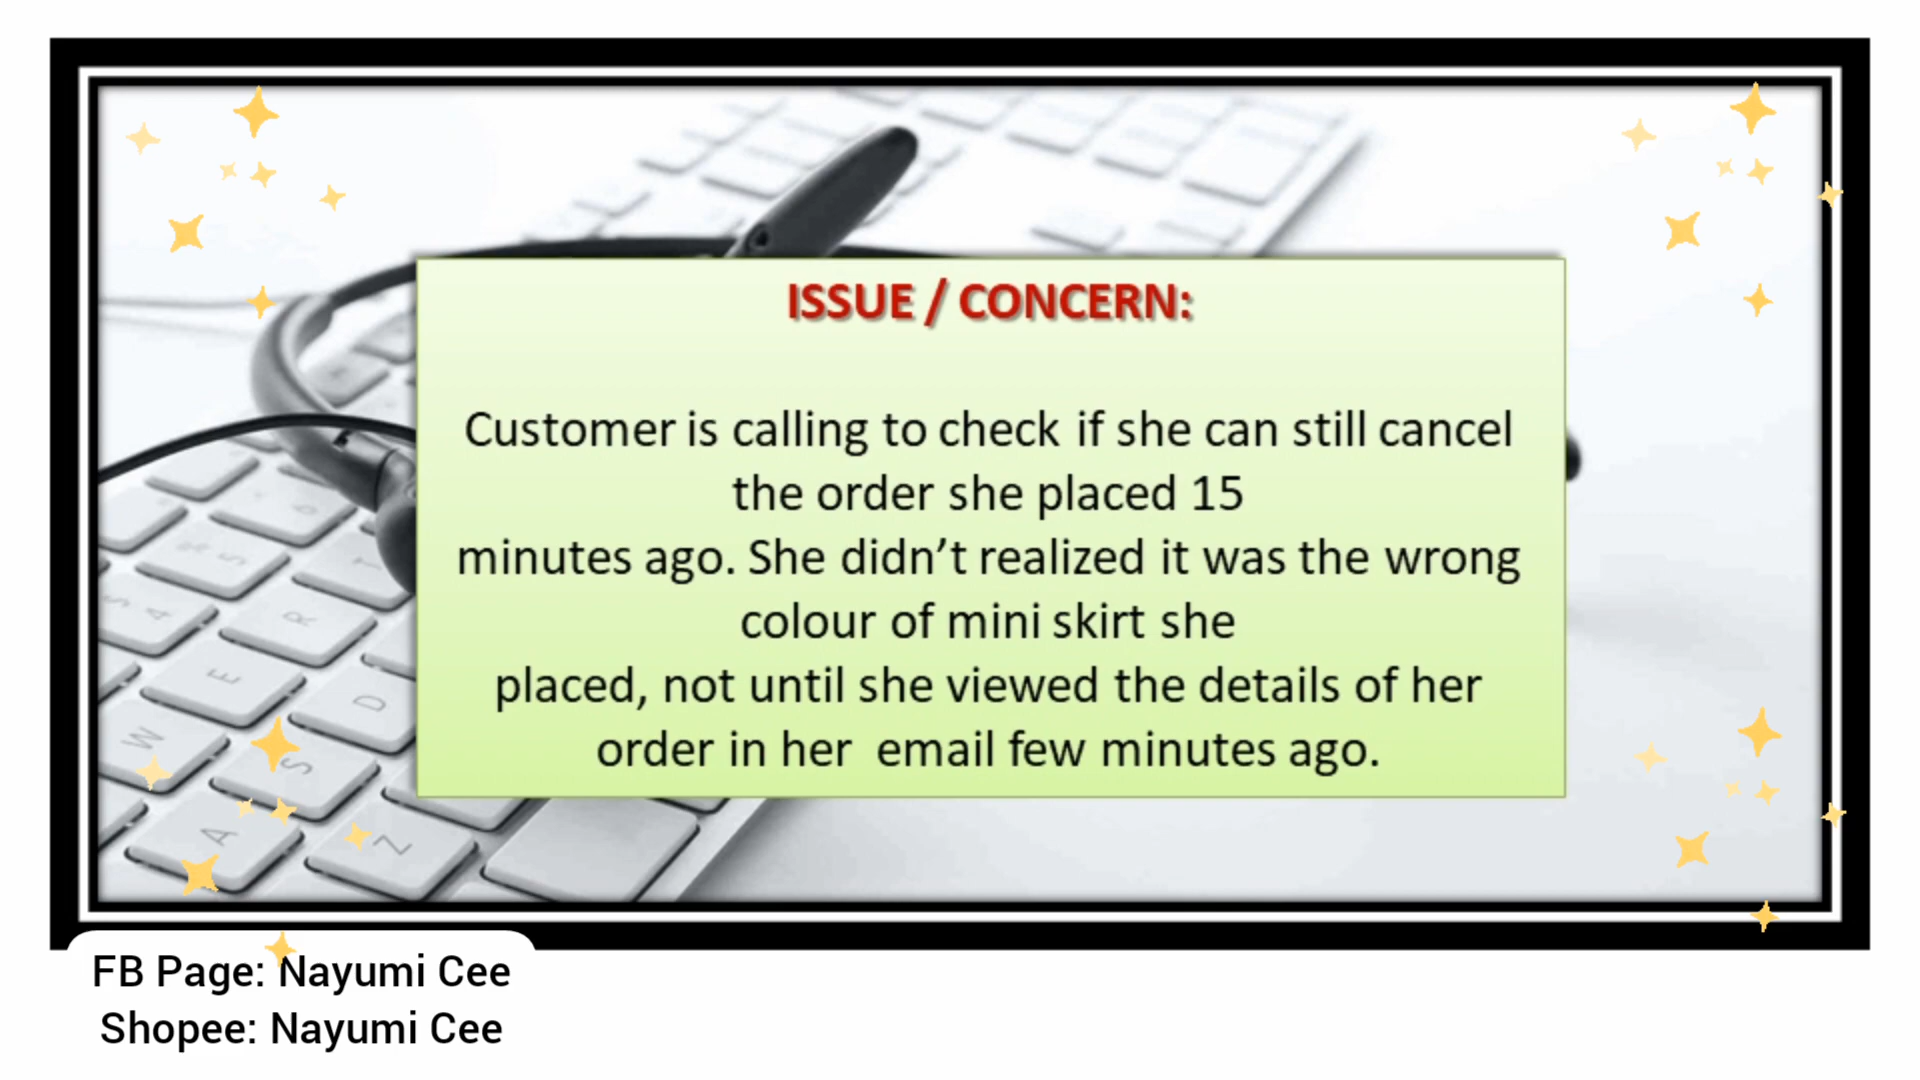 ISSUE / CONCERN:
Customer is calling to check if she can still cancel
the order she placed 15
minutes ago. She didn’t realized it was the wrong
colour of mini skirt she
placed, not until she viewed the details of her
order in her  email few minutes ago.
FB Page: Nayumi Cee
Shopee: Nayumi Cee